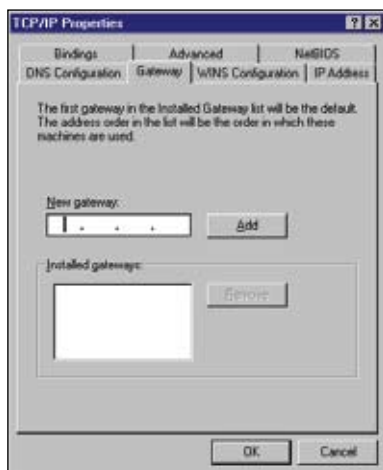 TCP/IP Properties
Bindings Advanced NetBIOS
DNS Configuration Gateway WINS Configuration IP Address
The first gateway in the Installed Gateway list will be the default.
The address order in the list will be the order in which these
machines are used.
New gateway:
. . . Add
Installed gateways:
Remove
OK Cancel